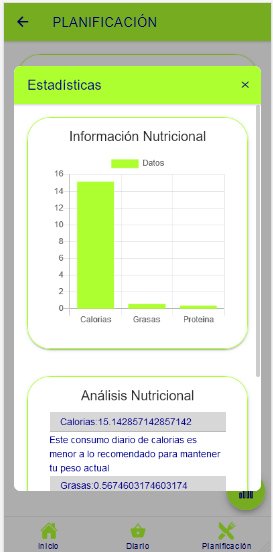 PLANIFICACIÓN
Estadísticas ×
Información Nutricional
Datos
16
14
12
10
8
6
4
2
0
Calorias Grasas Proteina
Análisis Nutricional
Calorias:15.142857142857142
Este consumo diario de calorias es
menor a lo recomendado para mantener
tu peso actual
Grasas:0.5674603174603174
Inicio Diario Planificación